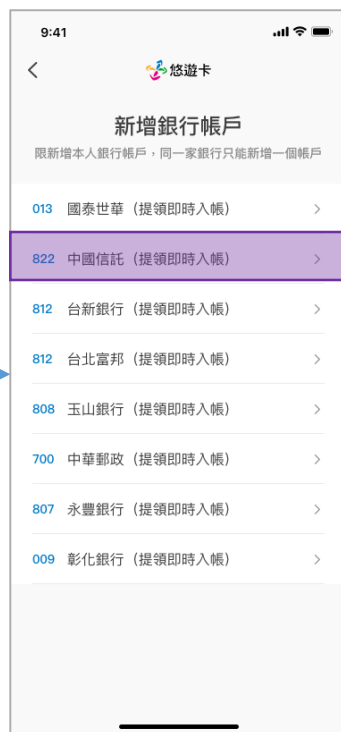 9:41
悠遊卡
新增銀行帳戶
限新增本人銀行帳戶，同一家銀行只能新增一個帳戶
013 國泰世華（提領即時入帳）
822 中國信託（提領即時入帳）
812 台新銀行（提領即時入帳）
812 台北富邦（提領即時入帳）
808 玉山銀行（提領即時入帳）
700 中華郵政（提領即時入帳）
807 永豐銀行（提領即時入帳）
009 彰化銀行（提領即時入帳）